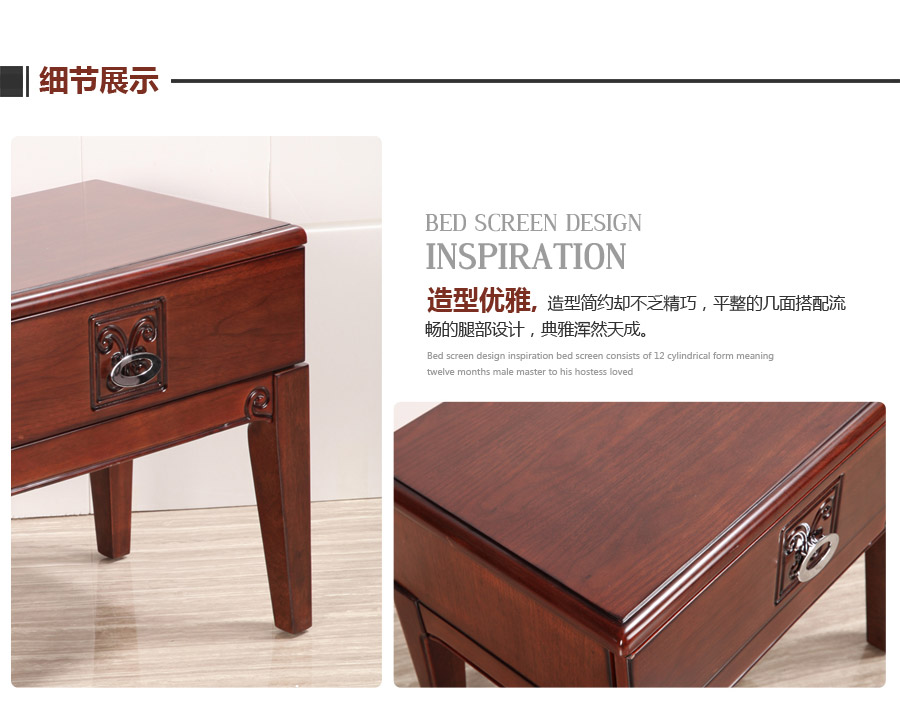 细节展示
BED SCREEN DESIGN
INSPIRATION
造型优雅, 造型简约却不乏精巧，平整的几面搭配流
畅的腿部设计，典雅浑然天成。
Bed screen design inspiration bed screen consists of 12 cylindrical form meaning
twelve months male master to his hostess loved